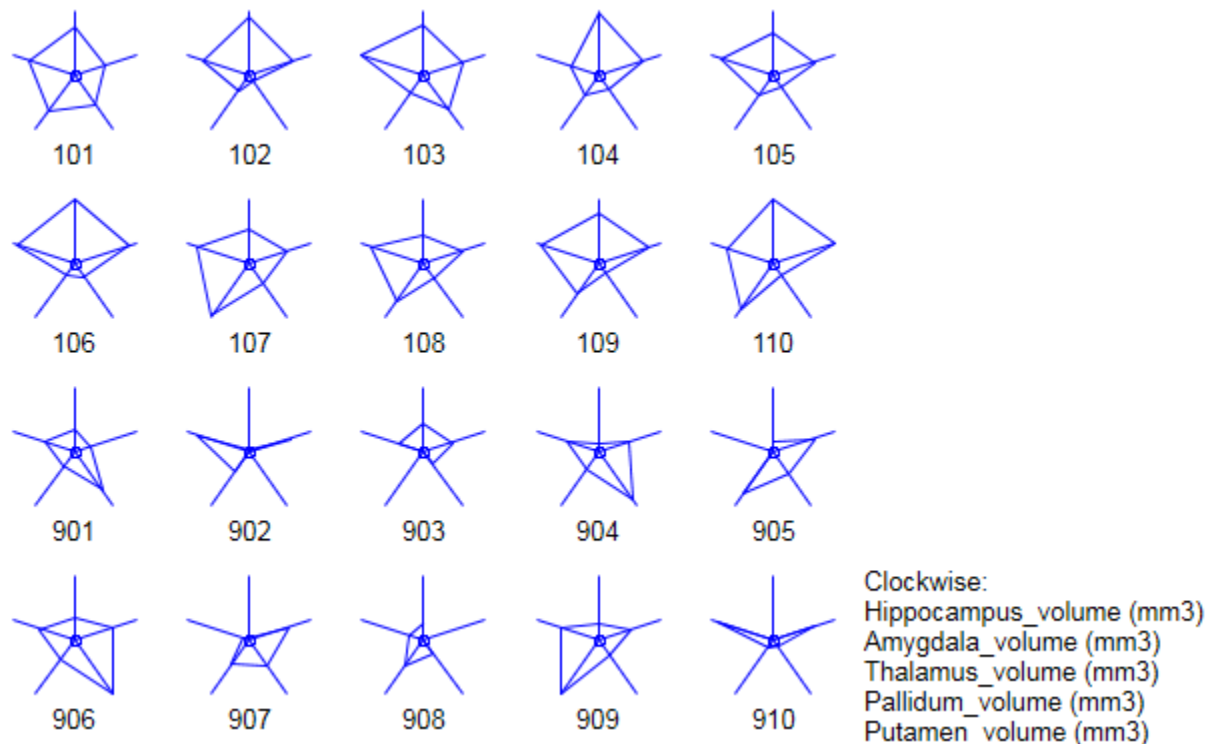 101 102 103 104 105
106 107 108 109 110
901 902 903 904 905
906 907 908 909 910
Clockwise:
Hippocampus_volume (mm3)
Amygdala_volume (mm3)
Thalamus_volume (mm3)
Pallidum_volume (mm3)
Putamen_volume (mm3)